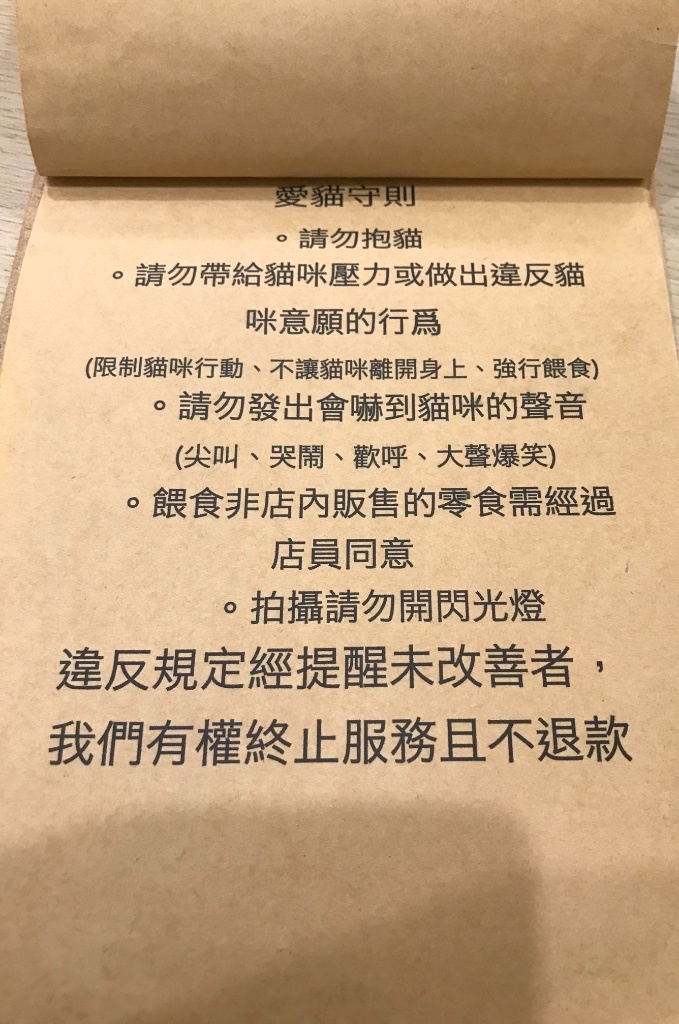 愛貓守則
。請勿抱貓
。請勿帶給貓咪壓力或做出違反貓
咪意願的行為
(限制貓咪行動、不讓貓咪離開身上、強行餵食)
。請勿發出會嚇到貓咪的聲音
(尖叫、哭鬧、歡呼、大聲爆笑)
。餵食非店內販售的零食需經過
店員同意
。拍攝請勿開閃光燈
違反規定經提醒未改善者，
我們有權終止服務且不退款